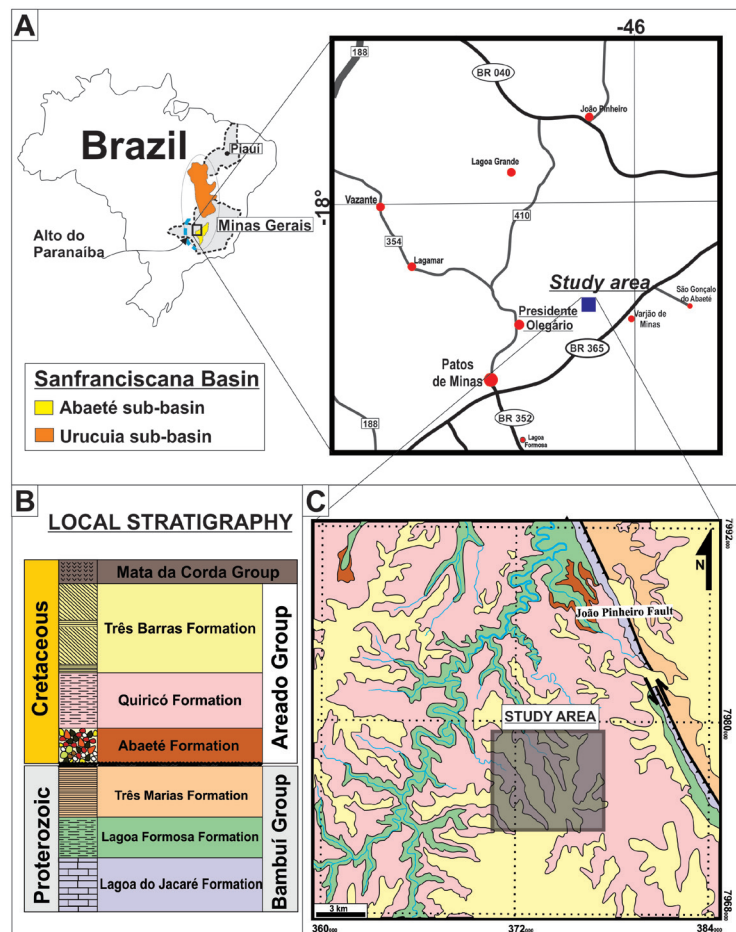 A
Brazil
Piauí
Minas Gerais
Alto do
Paranaíba
Sanfranciscana Basin
Abaeté sub-basin
Urucuia sub-basin
-46
-18°
188
BR 040
João Pinheiro
Lagoa Grande
Vazante
410
354
Lagamar
Study area
São Gonçalo
do Abaeté
Presidente
Olegário
Varjão de
Minas
BR 365
Patos
de Minas
BR 352
188
Lagoa
Formosa
B
LOCAL STRATIGRAPHY
Cretaceous
Mata da Corda Group
Três Barras Formation
Quiricó Formation
Abaeté Formation
Areado Group
Proterozoic
Três Marias Formation
Lagoa Formosa Formation
Lagoa do Jacaré Formation
Bambuí Group
C
N
João Pinheiro Fault
STUDY AREA
3 km
7992000
7980000
7968000
360000
372000
384000